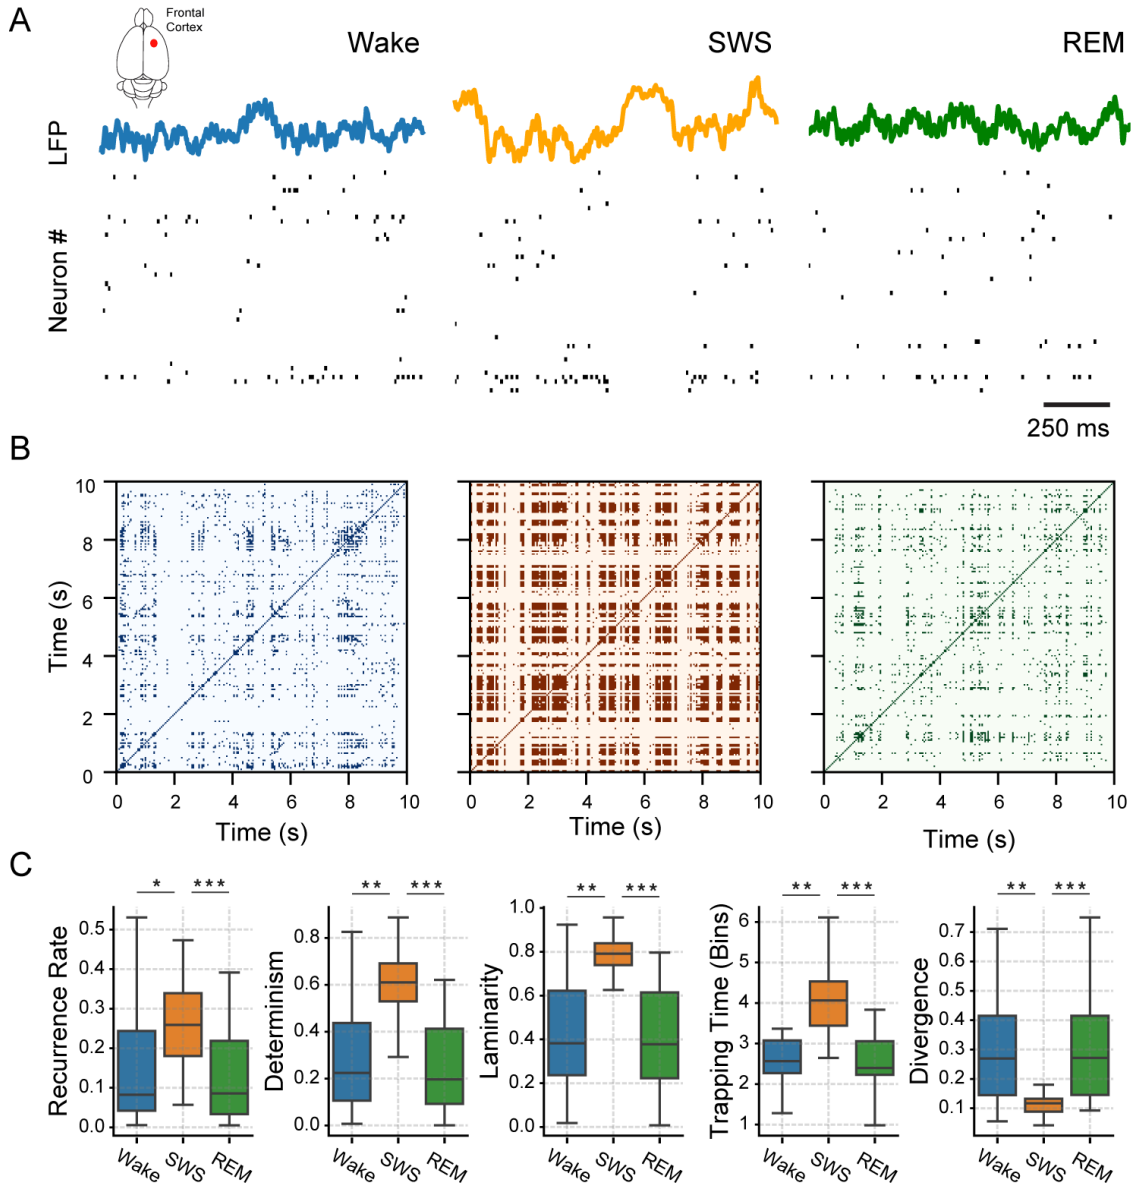 A
Frontal
Cortex
Wake
SWS
REM
LFP
Neuron #
250 ms
B
Time (s)
10
8
6
4
2
0
0 2 4 6 8 10
Time (s)
0 2 4 6 8 10
Time (s)
0 2 4 6 8 10
Time (s)
C
* ***
Recurrence Rate
0.5
0.4
0.3
0.2
0.1
0.0
Wake SWS REM
** ***
Determinism
0.8
0.6
0.4
0.2
0.0
Wake SWS REM
** ***
Laminarity
1.0
0.8
0.6
0.4
0.2
0.0
Wake SWS REM
** ***
Trapping Time (Bins)
6
5
4
3
2
1
Wake SWS REM
** ***
Divergence
0.7
0.6
0.5
0.4
0.3
0.2
0.1
Wake SWS REM